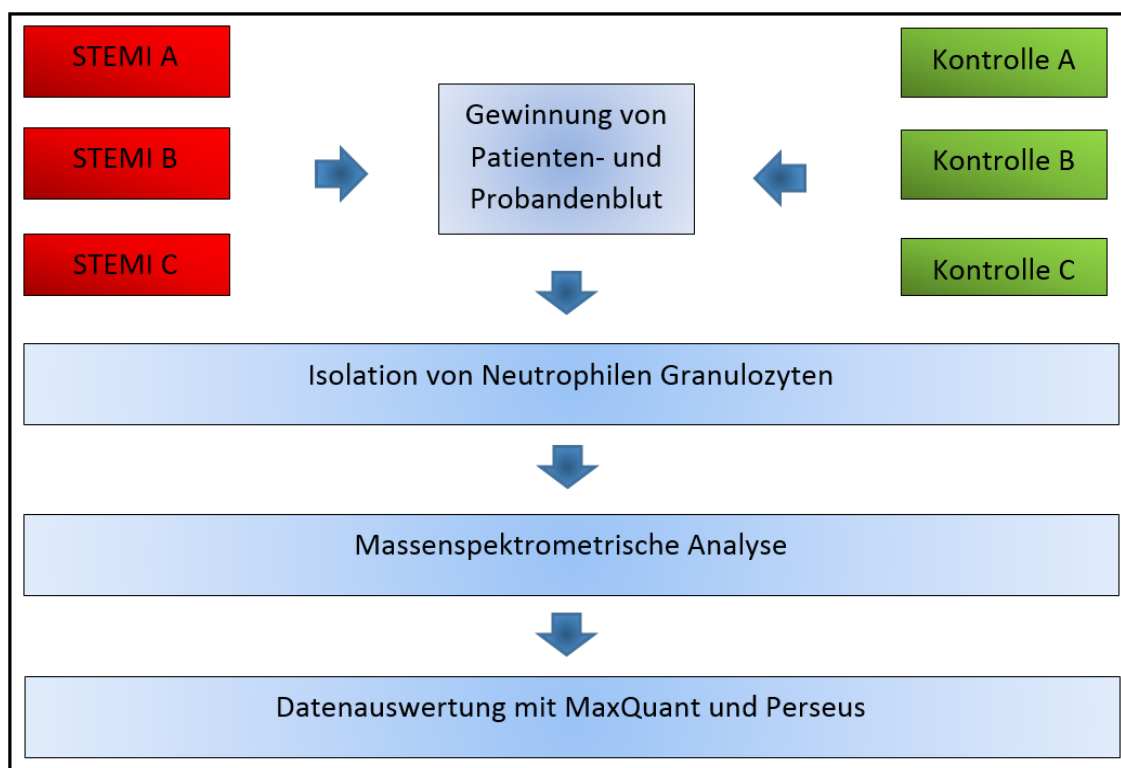 STEMI A
STEMI B
STEMI C
Gewinnung von
Patienten- und
Probandenblut
Kontrolle A
Kontrolle B
Kontrolle C
Isolation von Neutrophilen Granulozyten
Massenspektrometrische Analyse
Datenauswertung mit MaxQuant und Perseus